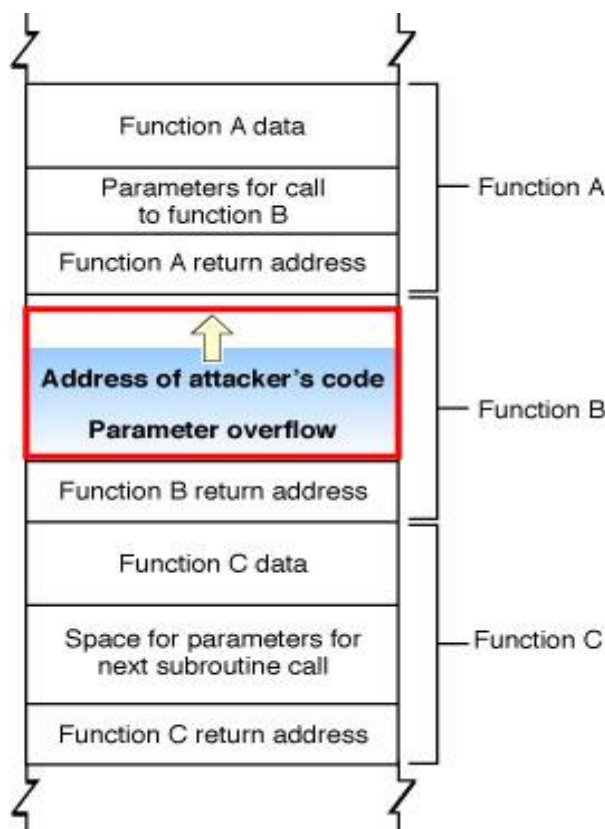 Function A data
Parameters for call
to function B
Function A return address
Function A
Address of attacker's code
Parameter overflow
Function B
Function B return address
Function C data
Space for parameters for
next subroutine call
Function C
Function C return address